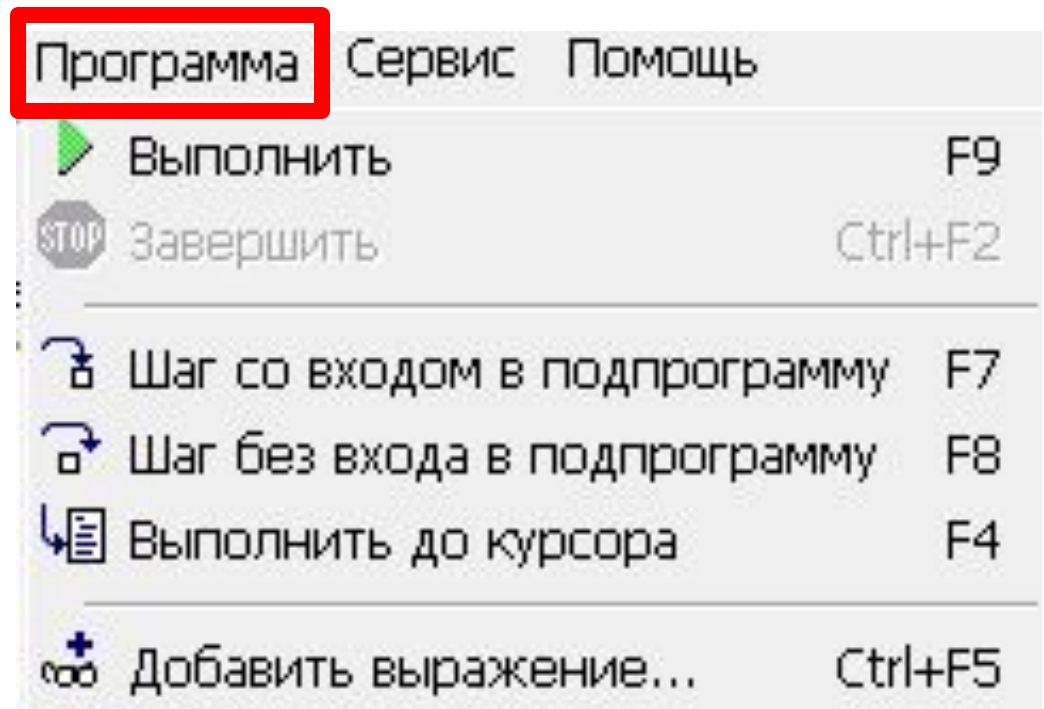 Программа Сервис Помощь
Выполнить F9
STOP Завершить Ctrl+F2
Шаг со входом в подпрограмму F7
Шаг без входа в подпрограмму F8
Выполнить до курсора F4
Добавить выражение... Ctrl+F5